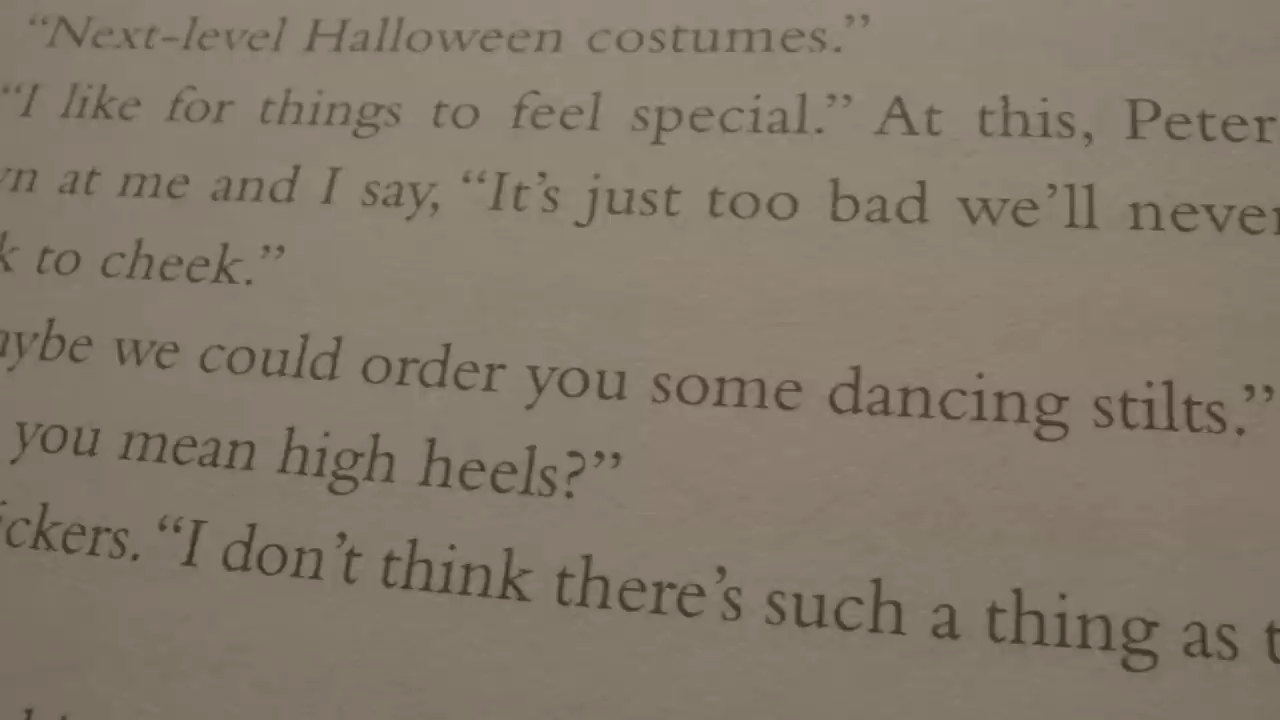 “Next-level Halloween costumes.”
“I like for things to feel special.” At this, Peter
at me and I say, “It’s just too bad we’ll never
to cheek.”
we could order you some dancing stilts.”
you mean high heels?”
“I don’t think there’s such a thing as